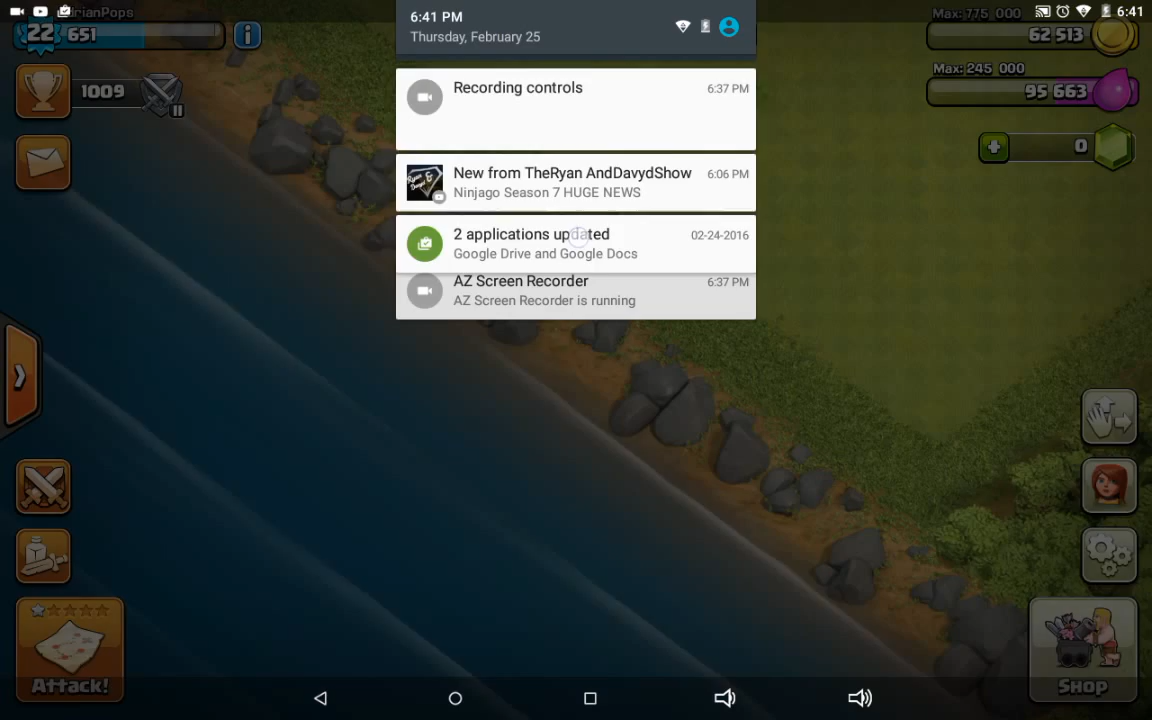 drianPops
22 651
1009
6:41 PM
Thursday, February 25
Recording controls 6:37 PM
New from TheRyan AndDavydShow 6:06 PM
Ninjago Season 7 HUGE NEWS
2 applications updated 02-24-2016
Google Drive and Google Docs
AZ Screen Recorder 6:37 PM
AZ Screen Recorder is running
6:41
Max: 775 000
62 513
Max: 245 000
95 663
0
Attack!
Shop